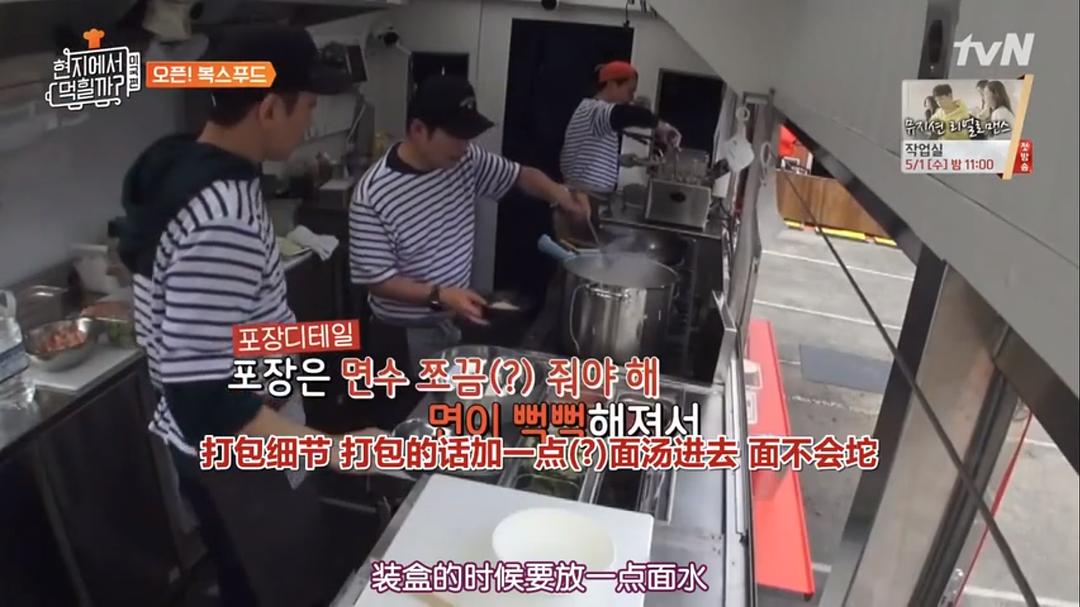 현지에서
먹힐까?
미국편
오픈! 복스푸드
tvN
뮤지션 리얼로맨스
작업실
5/1 [수] 밤 11:00
첫방송
포장디테일
포장은 면수 쪼끔(?) 줘야 해
면이 뻑뻑해져서
打包细节 打包的话加一点(?)面汤进去 面不会坨
装盒的时候要放一点面水